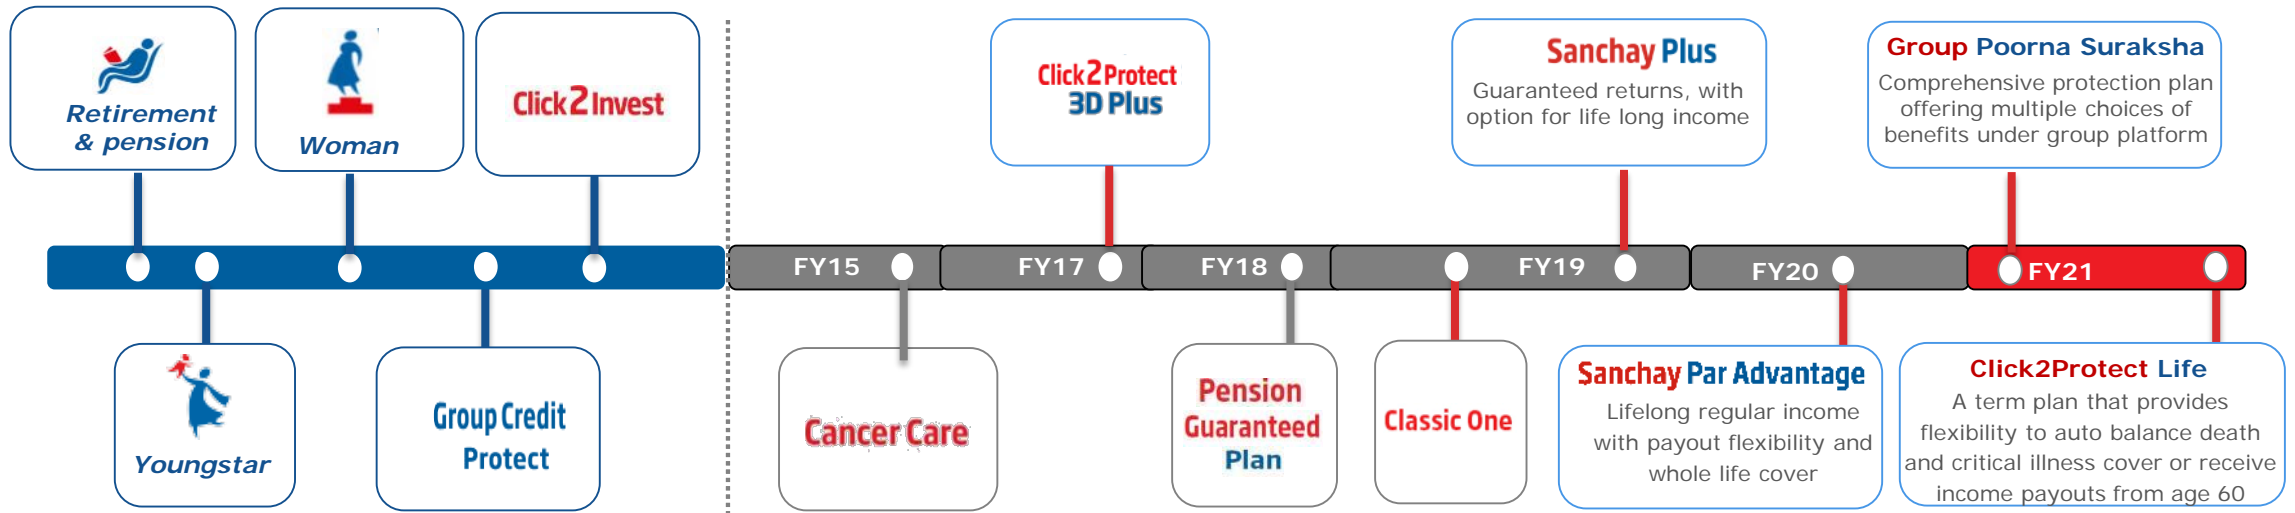 Retirement
& pension
Woman
Click2Invest
Click2Protect
3D Plus
Sanchay Plus
Guaranteed returns, with
option for life long income
Group Poorna Suraksha
Comprehensive protection plan
offering multiple choices of
benefits under group platform
FY15
FY17
FY18
FY19
FY20
FY21
Youngstar
Group Credit
Protect
Cancer Care
Pension
Guaranteed
Plan
Classic One
Sanchay Par Advantage
Lifelong regular income
with payout flexibility and
whole life cover
Click2Protect Life
A term plan that provides
flexibility to auto balance death
and critical illness cover or receive
income payouts from age 60